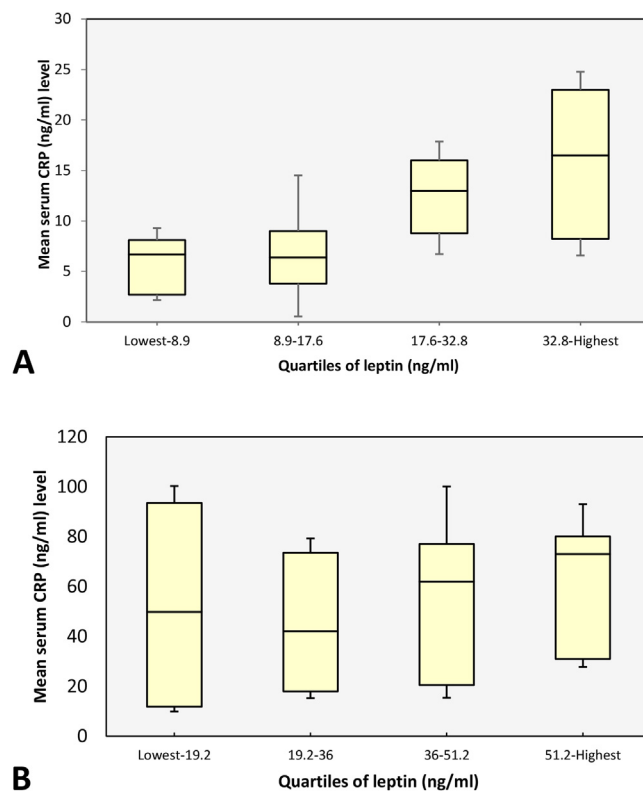 30
25
20
15
10
5
0
Mean serum CRP (ng/ml) level
Lowest-8.9 8.9-17.6 17.6-32.8 32.8-Highest
Quartiles of leptin (ng/ml)
A
120
100
80
60
40
20
0
Mean serum CRP (ng/ml) level
Lowest-19.2 19.2-36 36-51.2 51.2-Highest
Quartiles of leptin (ng/ml)
B